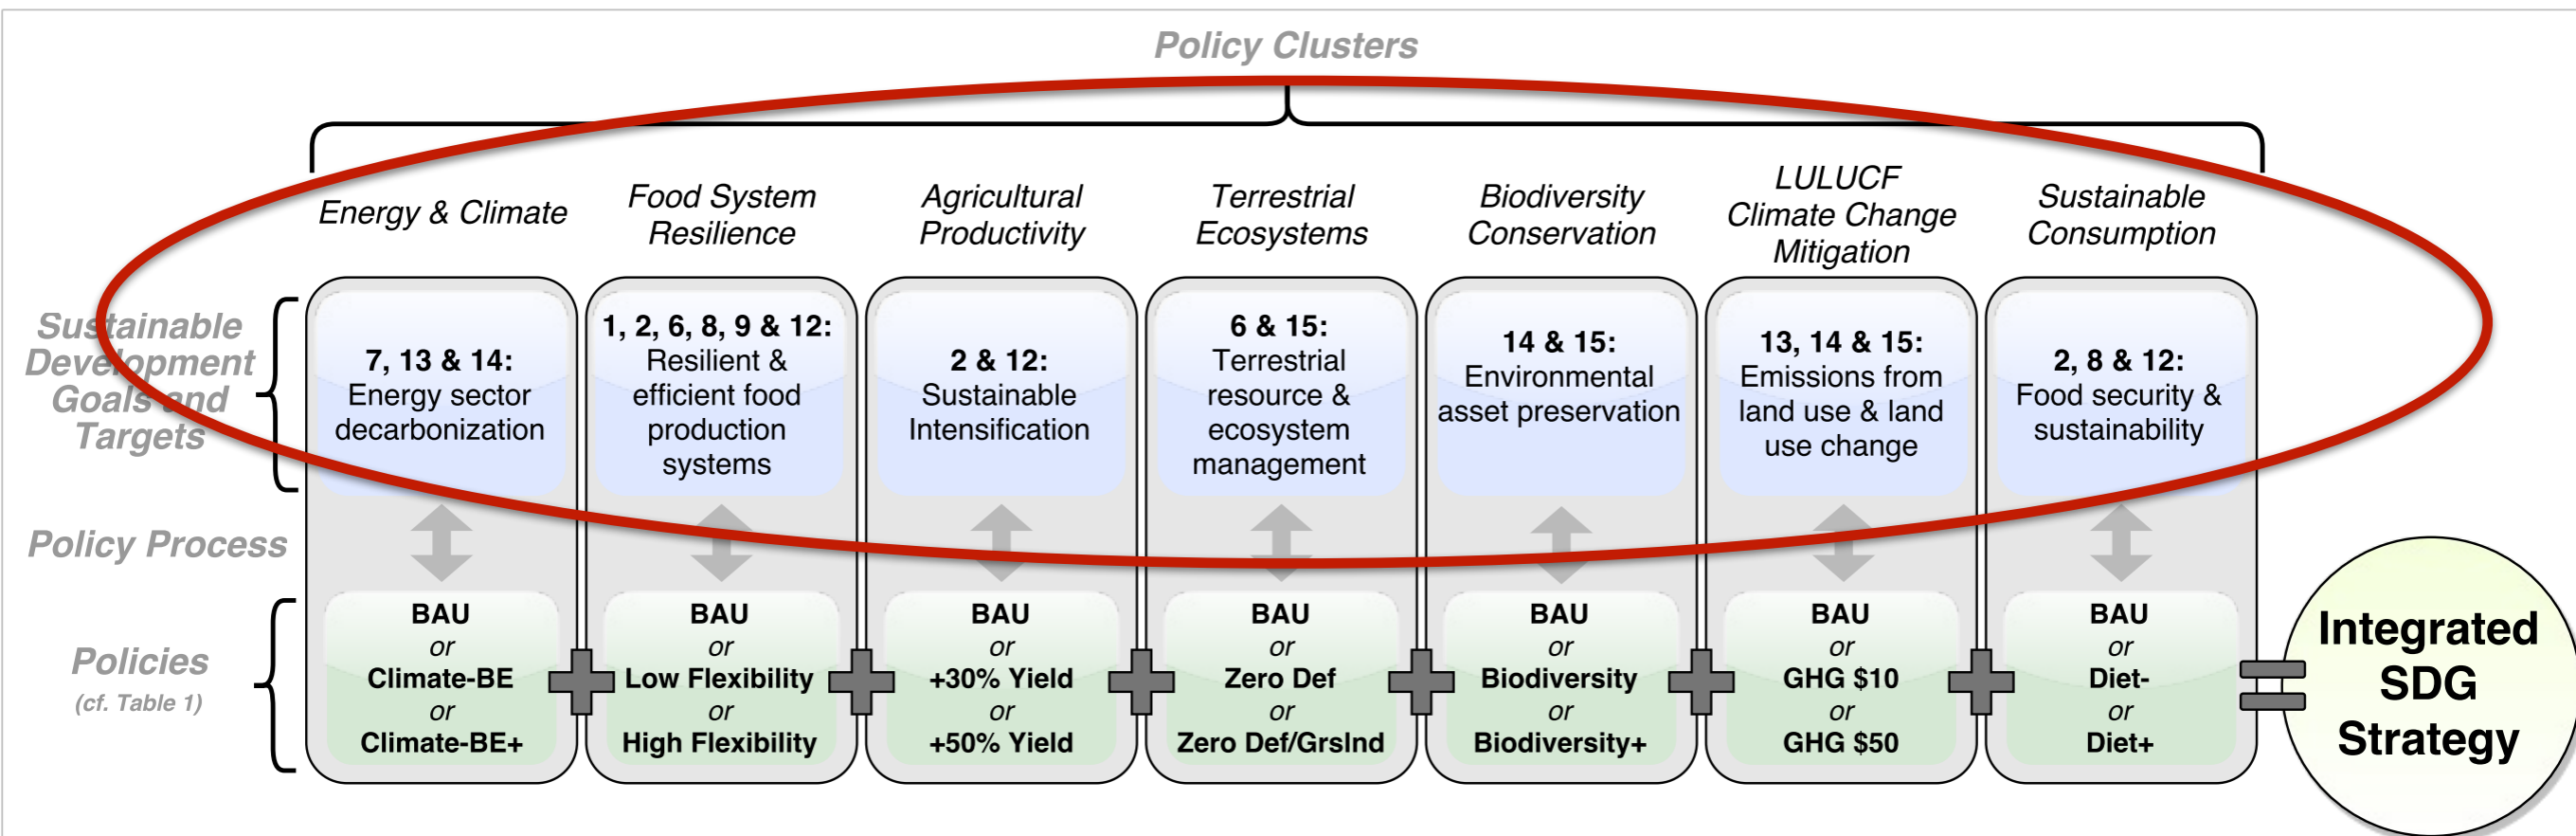 Policy Clusters
Energy & Climate
Food System
Resilience
Agricultural
Productivity
Terrestrial
Ecosystems
Biodiversity
Conservation
LULUCF
Climate Change
Mitigation
Sustainable
Consumption
Sustainable
Development
Goals and
Targets
7, 13 & 14:
Energy sector
decarbonization
1, 2, 6, 8, 9 & 12:
Resilient &
efficient food
production
systems
2 & 12:
Sustainable
Intensification
6 & 15:
Terrestrial
resource &
ecosystem
management
14 & 15:
Environmental
asset preservation
13, 14 & 15:
Emissions from
land use & land
use change
2, 8 & 12:
Food security &
sustainability
Policy Process
Policies
(cf. Table 1)
BAU
or
Climate-BE
or
Climate-BE+
BAU
or
Low Flexibility
or
High Flexibility
BAU
or
+30% Yield
or
+50% Yield
BAU
or
Zero Def
or
Zero Def/GrsInd
BAU
or
Biodiversity
or
Biodiversity+
BAU
or
GHG $10
or
GHG $50
BAU
or
Diet-
or
Diet+
Integrated
SDG
Strategy